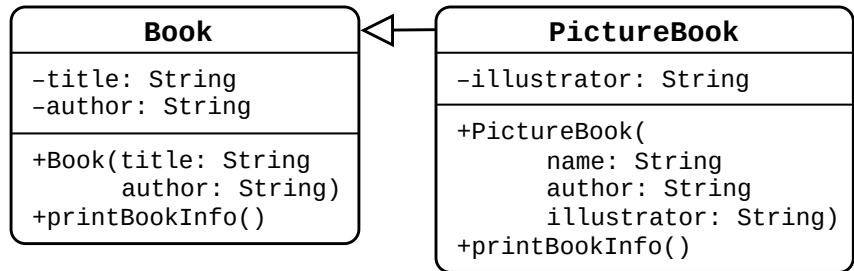 Book
–title: String
–author: String
+Book(title: String
author: String)
+printBookInfo()
PictureBook
–illustrator: String
+PictureBook(
name: String
author: String
illustrator: String)
+printBookInfo()